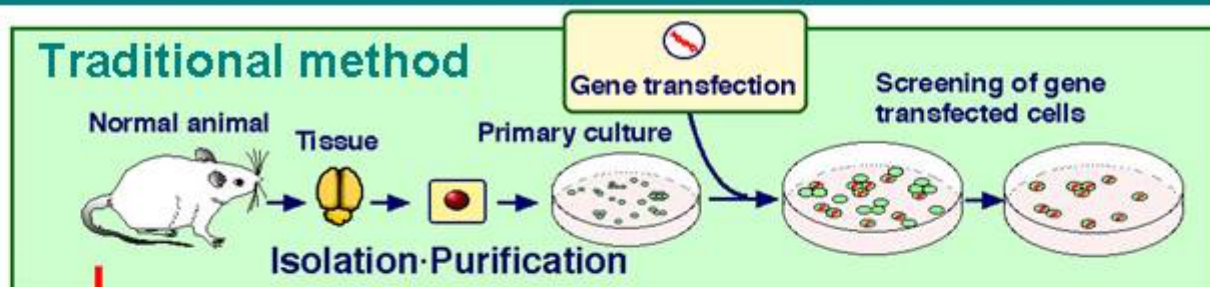 Traditional method
Gene transfection
Normal animal
Tissue
Primary culture
Screening of gene
transfected cells
Isolation·Purification